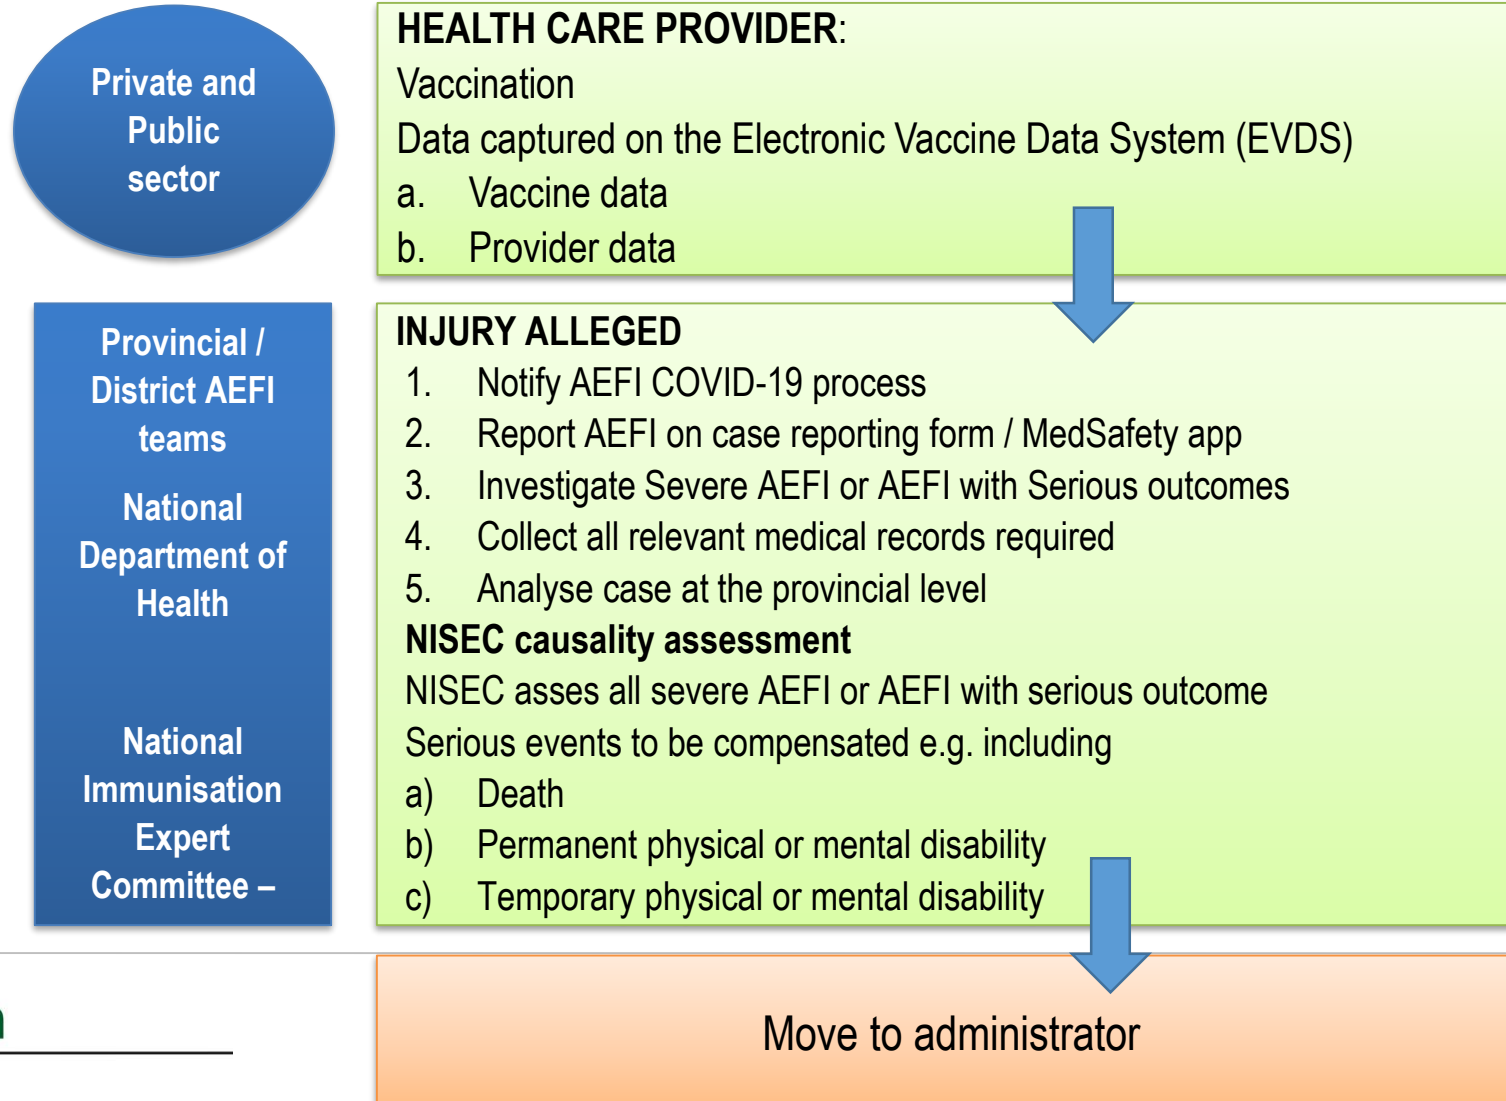 Private and
Public
sector
HEALTH CARE PROVIDER:
Vaccination
Data captured on the Electronic Vaccine Data System (EVDS)
a. Vaccine data
b. Provider data
Provincial /
District AEFI
teams
National
Department of
Health
National
Immunisation
Expert
Committee –
INJURY ALLEGED
1. Notify AEFI COVID-19 process
2. Report AEFI on case reporting form / MedSafety app
3. Investigate Severe AEFI or AEFI with Serious outcomes
4. Collect all relevant medical records required
5. Analyse case at the provincial level
NISEC causality assessment
NISEC asses all severe AEFI or AEFI with serious outcome
Serious events to be compensated e.g. including
a) Death
b) Permanent physical or mental disability
c) Temporary physical or mental disability
Move to administrator